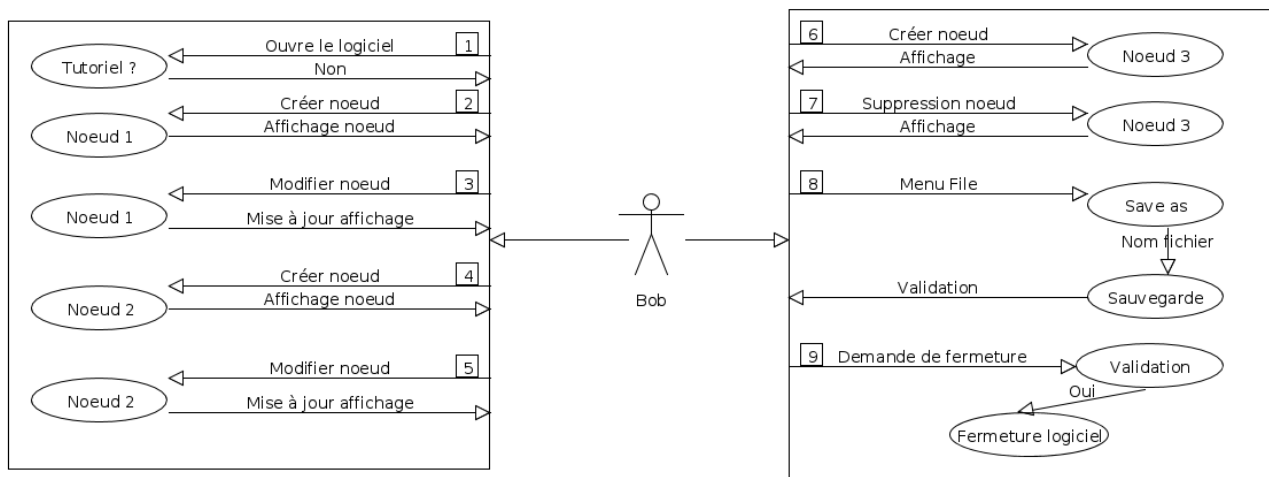 Ouvre le logiciel
1
Tutoriel ?
Non
Créer noeud
2
Noeud 1
Affichage noeud
Modifier noeud
3
Noeud 1
Mise à jour affichage
Créer noeud
4
Noeud 2
Affichage noeud
Modifier noeud
5
Noeud 2
Mise à jour affichage
Bob
6
Créer noeud
Affichage
Noeud 3
7
Suppression noeud
Affichage
Noeud 3
8
Menu File
Save as
Nom fichier
Validation
Sauvegarde
9
Demande de fermeture
Validation
Oui
Fermeture logiciel